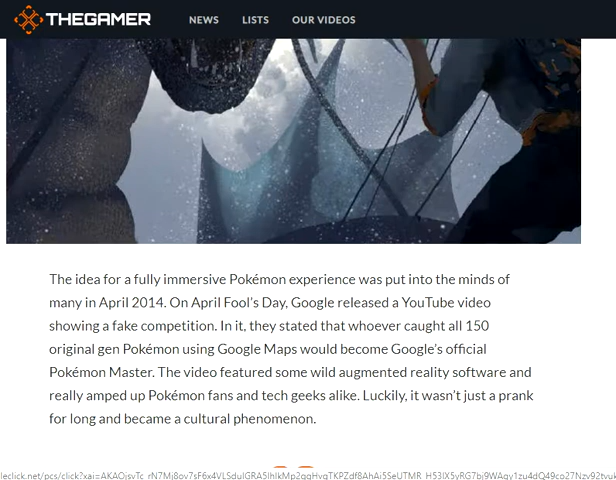 THEGAMER NEWS LISTS OUR VIDEOS
The idea for a fully immersive Pokémon experience was put into the minds of
many in April 2014. On April Fool's Day, Google released a YouTube video
showing a fake competition. In it, they stated that whoever caught all 150
original gen Pokémon using Google Maps would become Google's official
Pokémon Master. The video featured some wild augmented reality software and
really amped up Pokémon fans and tech geeks alike. Luckily, it wasn't just a prank
for long and became a cultural phenomenon.